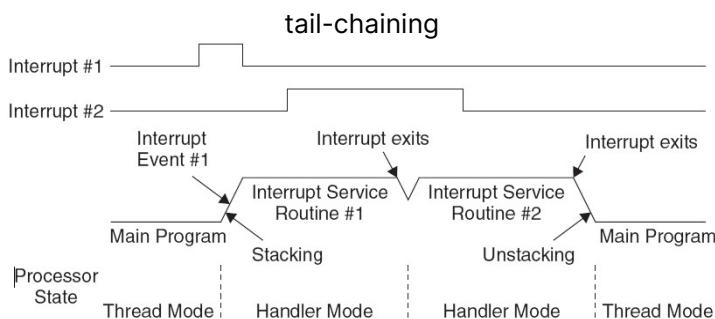 tail-chaining
Interrupt #1
Interrupt #2
Interrupt
Event #1
Interrupt exits
Interrupt exits
Interrupt Service
Routine #1
Interrupt Service
Routine #2
Main Program
Stacking
Unstacking
Main Program
Processor
State
Thread Mode
Handler Mode
Handler Mode
Thread Mode